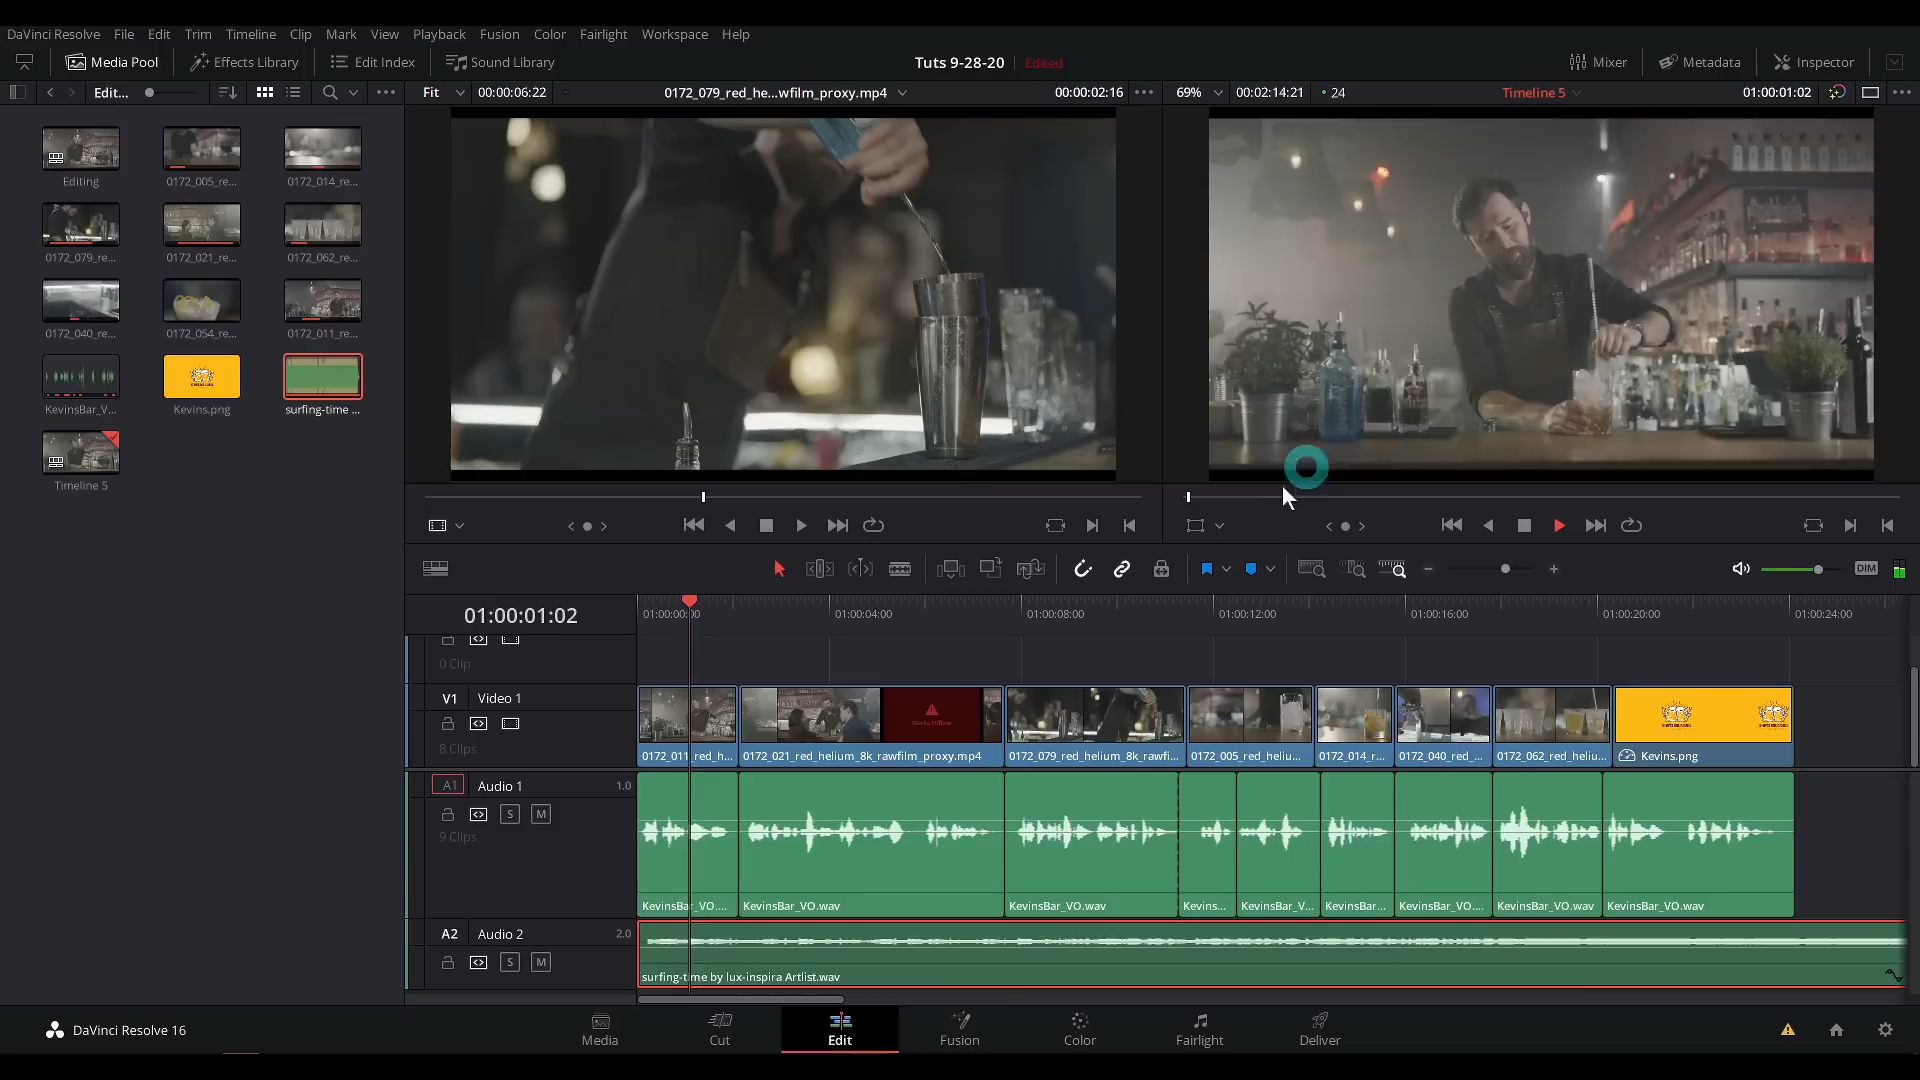 DaVinci Resolve File Edit Trim Timeline Clip Mark View Playback Fusion Color Fairlight Workspace Help
Media Pool Effects Library Edit Index Sound Library Tuts 9-28-20 Edited Mixer Metadata Inspector
Edit... Fit 00:00:06:22 0172_079_red_he...wfilm_proxy.mp4 00:00:02:16 69% 00:02:14:21 24 Timeline 5 01:00:01:02
Editing 0172_005_re... 0172_014_re...
0172_079_re... 0172_021_re... 0172_062_re...
0172_040_re... 0172_054_re... 0172_011_re...
KevinsBar_V... Kevins.png surfing-time ...
Timeline 5
DIM
01:00:01:02 01:00:00:00 01:00:04:00 01:00:08:00 01:00:12:00 01:00:16:00 01:00:20:00 01:00:24:00
0 Clip
V1 Video 1
Media Offline
8 Clips
0172_011_red_h... 0172_021_red_helium_8k_rawfilm_proxy.mp4 0172_079_red_helium_8k_rawfi... 0172_005_red_heliu... 0172_014_r... 0172_040_red_... 0172_062_red_heliu... Kevins.png
A1 Audio 1 1.0
S M
9 Clips
KevinsBar_VO.... KevinsBar_VO.wav KevinsBar_VO.wav Kevins... KevinsBar_V... KevinsBar... KevinsBar_VO.... KevinsBar_VO.wav KevinsBar_VO.wav
A2 Audio 2 2.0
S M
surfing-time by lux-inspira Artlist.wav
DaVinci Resolve 16 Media Cut Edit Fusion Color Fairlight Deliver